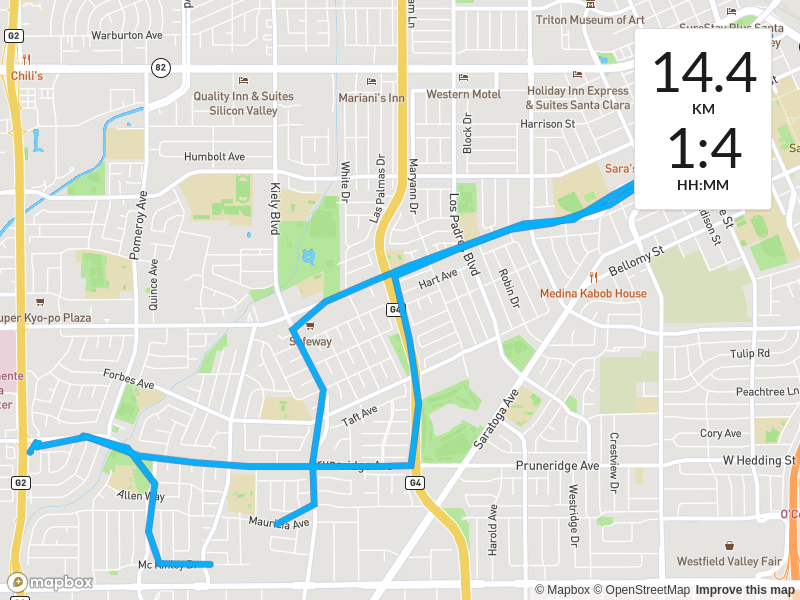 G2
Warburton Ave
Chili's
82
Triton Museum of Art
SureStay Plus Santa
Quality Inn & Suites
Silicon Valley
Mariani's Inn
Western Motel
Holiday Inn Express
& Suites Santa Clara
Harrison St
Block Dr
14.4
KM
1:4
HH:MM
Humbolt Ave
White Dr
Las Palmas Dr
Maryann Dr
Kiely Blvd
Pomeroy Ave
Quince Ave
Los Padres Blvd
Sara's
Bellomy St
Robin Dr
Hart Ave
Medina Kabob House
Super Kyo-po Plaza
G4
Safeway
Forbes Ave
Taft Ave
Saratoga Ave
Tulip Rd
Peachtree Ln
Cory Ave
W Hedding St
Pruneridge Ave
Crestview Dr
Westridge Dr
Harold Ave
G2
G4
Allen Way
Mauricia Ave
Mc Kinley Dr
Westfield Valley Fair
mapbox
© Mapbox © OpenStreetMap Improve this map